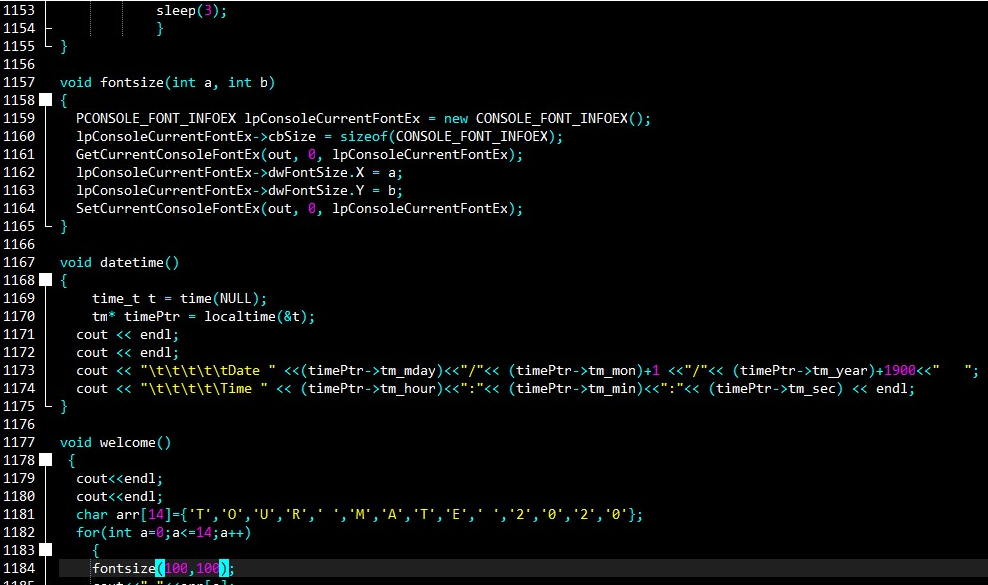 1153 sleep(3);
1154 }
1155 }
1156
1157 void fontsize(int a, int b)
1158 {
1159 PCONSOLE_FONT_INFOEX lpConsoleCurrentFontEx = new CONSOLE_FONT_INFOEX();
1160 lpConsoleCurrentFontEx->cbSize = sizeof(CONSOLE_FONT_INFOEX);
1161 GetCurrentConsoleFontEx(out, 0, lpConsoleCurrentFontEx);
1162 lpConsoleCurrentFontEx->dwFontSize.X = a;
1163 lpConsoleCurrentFontEx->dwFontSize.Y = b;
1164 SetCurrentConsoleFontEx(out, 0, lpConsoleCurrentFontEx);
1165 }
1166
1167 void datetime()
1168 {
1169 time_t t = time(NULL);
1170 tm* timePtr = localtime(&t);
1171 cout << endl;
1172 cout << endl;
1173 cout << "\t\t\t\t\tDate " <<(timePtr->tm_mday)<<"/"<< (timePtr->tm_mon)+1 <<"/"<< (timePtr->tm_year)+1900<<"   ";
1174 cout << "\t\t\t\t\tTime " << (timePtr->tm_hour)<<":"<< (timePtr->tm_min)<<":"<< (timePtr->tm_sec) << endl;
1175 }
1176
1177 void welcome()
1178 {
1179 cout<<endl;
1180 cout<<endl;
1181 char arr[14]={'T','O','U','R',' ','M','A','T','E',' ','2','0','2','0'};
1182 for(int a=0;a<=14;a++)
1183 {
1184 fontsize(100,100);